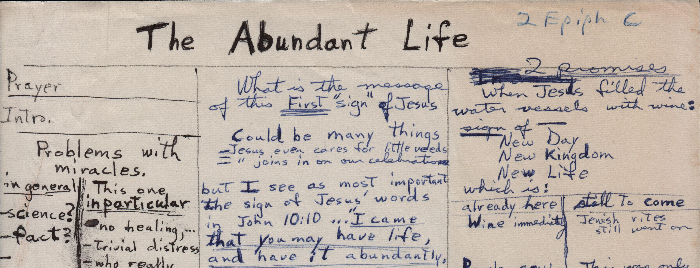 2 Epiph C
The Abundant Life
Prayer
Intro.
Problems with
miracles.
in general
-science?
-fact?
This one
in particular
no healing,...
-Trivial distress
-who really
What is the message
of this First "sign" of Jesus
Could be many things
-Jesus even cares for little needs
- " joins in on our celebrations
but I see as most important
the sign of Jesus' words
in John 10:10 ... "I came
that you may have life,
and have it abundantly.
2 promises
When Jesus filled the
water vessels with wine:
sign of
New Day
New Kingdom
New Life
which is:
already here
Wine immediately
still to come
Jewish rites
still went on
This was only